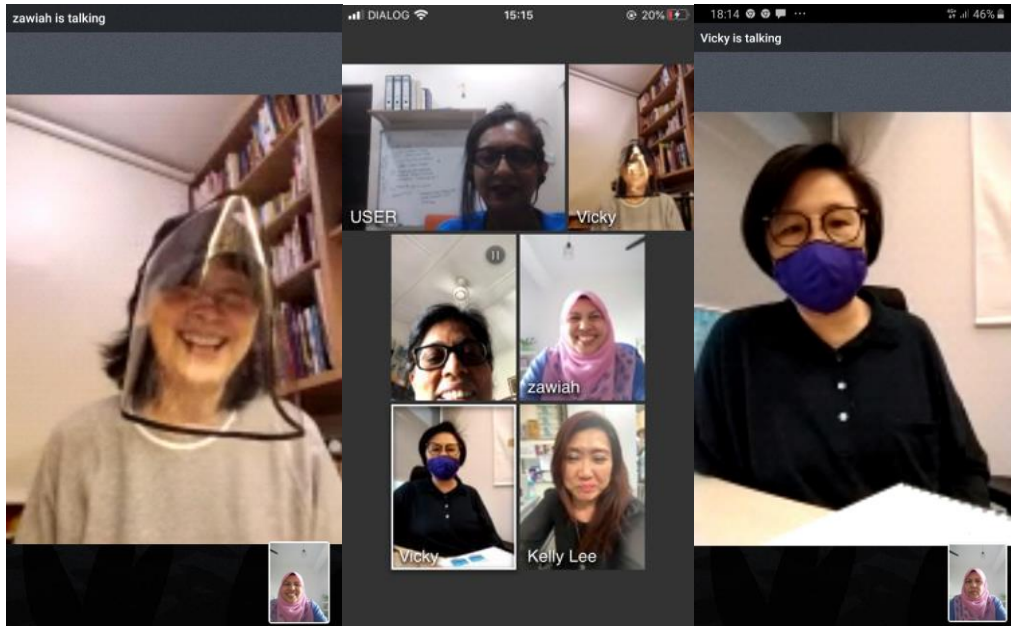 zawiah is talking
DIALOG 15:15 20%
USER
Vicky
zawiah
Vicky
Kelly Lee
18:14 46%
Vicky is talking